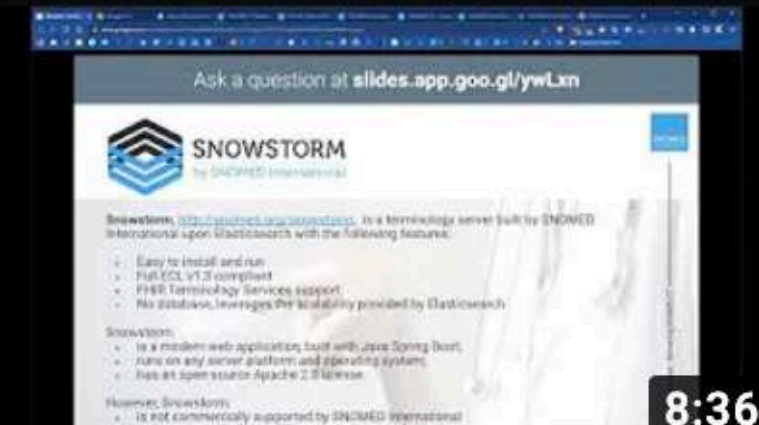 Ask a question at slides.app.goo.gl/ywLxn
SNOWSTORM
by SNOMED International
Snowstorm, http://snomed.org/snowstorm, is a terminology server built by SNOMED
International upon Elasticsearch with the following features:
Easy to install and run
Full ECL v1.3 compliant
FHIR Terminology Services support
No database, leverages the scalability provided by Elasticsearch
Snowstorm:
is a modern web application, built with Java Spring Boot,
runs on any server platform and operating system,
has an open source Apache 2.0 license
However, Snowstorm:
is not commercially supported by SNOMED International
8:36